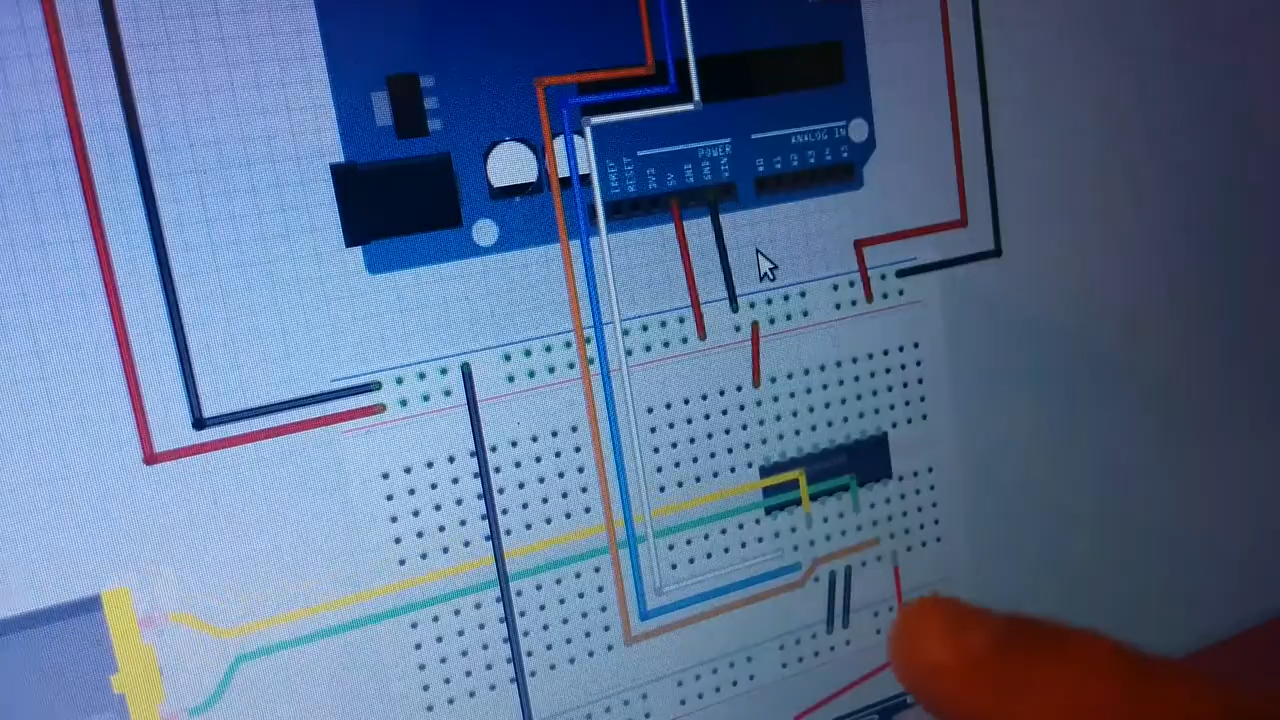 POWER
ANALOG IN
IOREF
RESET
3V3
5V
GND
GND
VIN
A0
A1
A2
A3
A4
A5